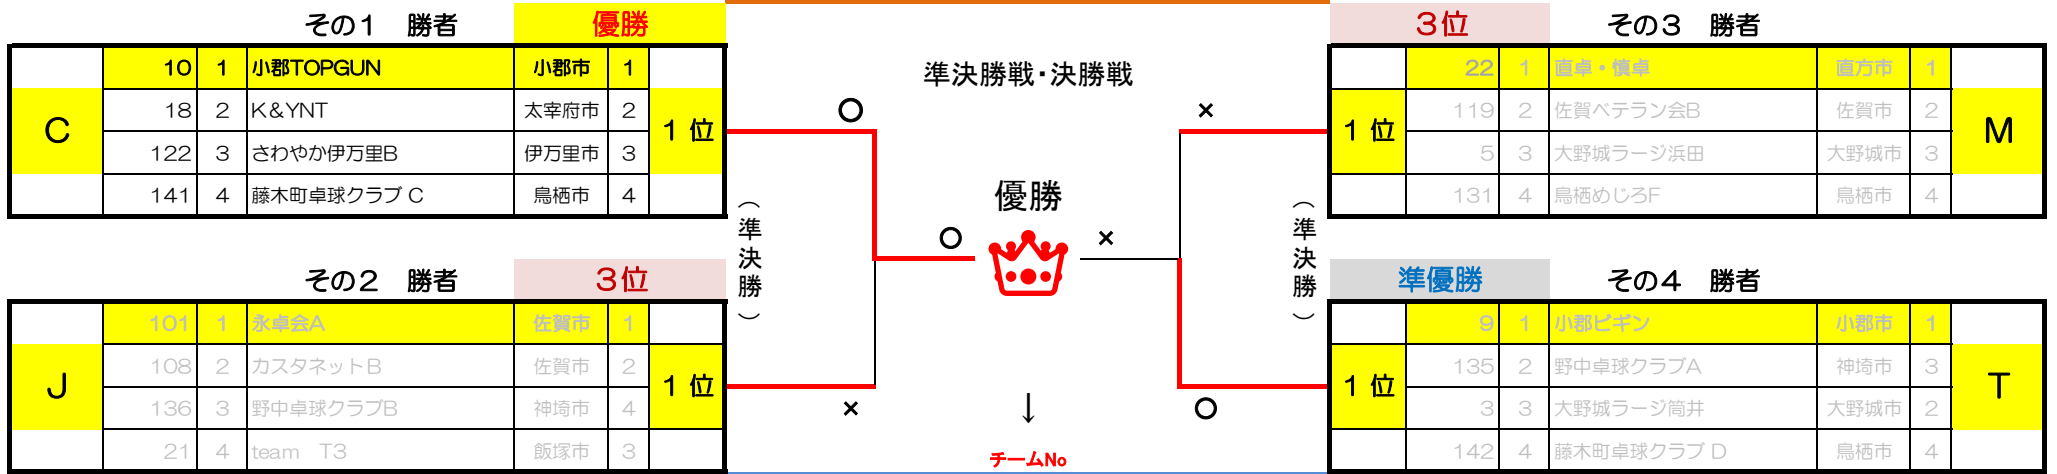 その１　勝者 優勝
10 1 小郡TOPGUN 小郡市 1
18 2 K＆YNT 太宰府市 2
122 3 さわやか伊万里B 伊万里市 3
141 4 藤木町卓球クラブ C 鳥栖市 4
C
１ 位
その２　勝者 ３位
101 1 永卓会A 佐賀市 1
108 2 カスタネットB 佐賀市 2
136 3 野中卓球クラブB 神埼市 4
21 4 team　T3 飯塚市 3
J
１ 位
準決勝戦・決勝戦
○
×
（準決勝）
優勝
○
×
（準決勝）
×
○
↓
チームNo
３位 その３　勝者
22 1 直卓・慎卓 直方市 1
119 2 佐賀ベテラン会B 佐賀市 2
5 3 大野城ラージ浜田 大野城市 3
131 4 鳥栖めじろF 鳥栖市 4
１ 位
M
準優勝 その４　勝者
9 1 小郡ビギン 小郡市 1
135 2 野中卓球クラブA 神埼市 3
3 3 大野城ラージ筒井 大野城市 2
142 4 藤木町卓球クラブ D 鳥栖市 4
１ 位
T